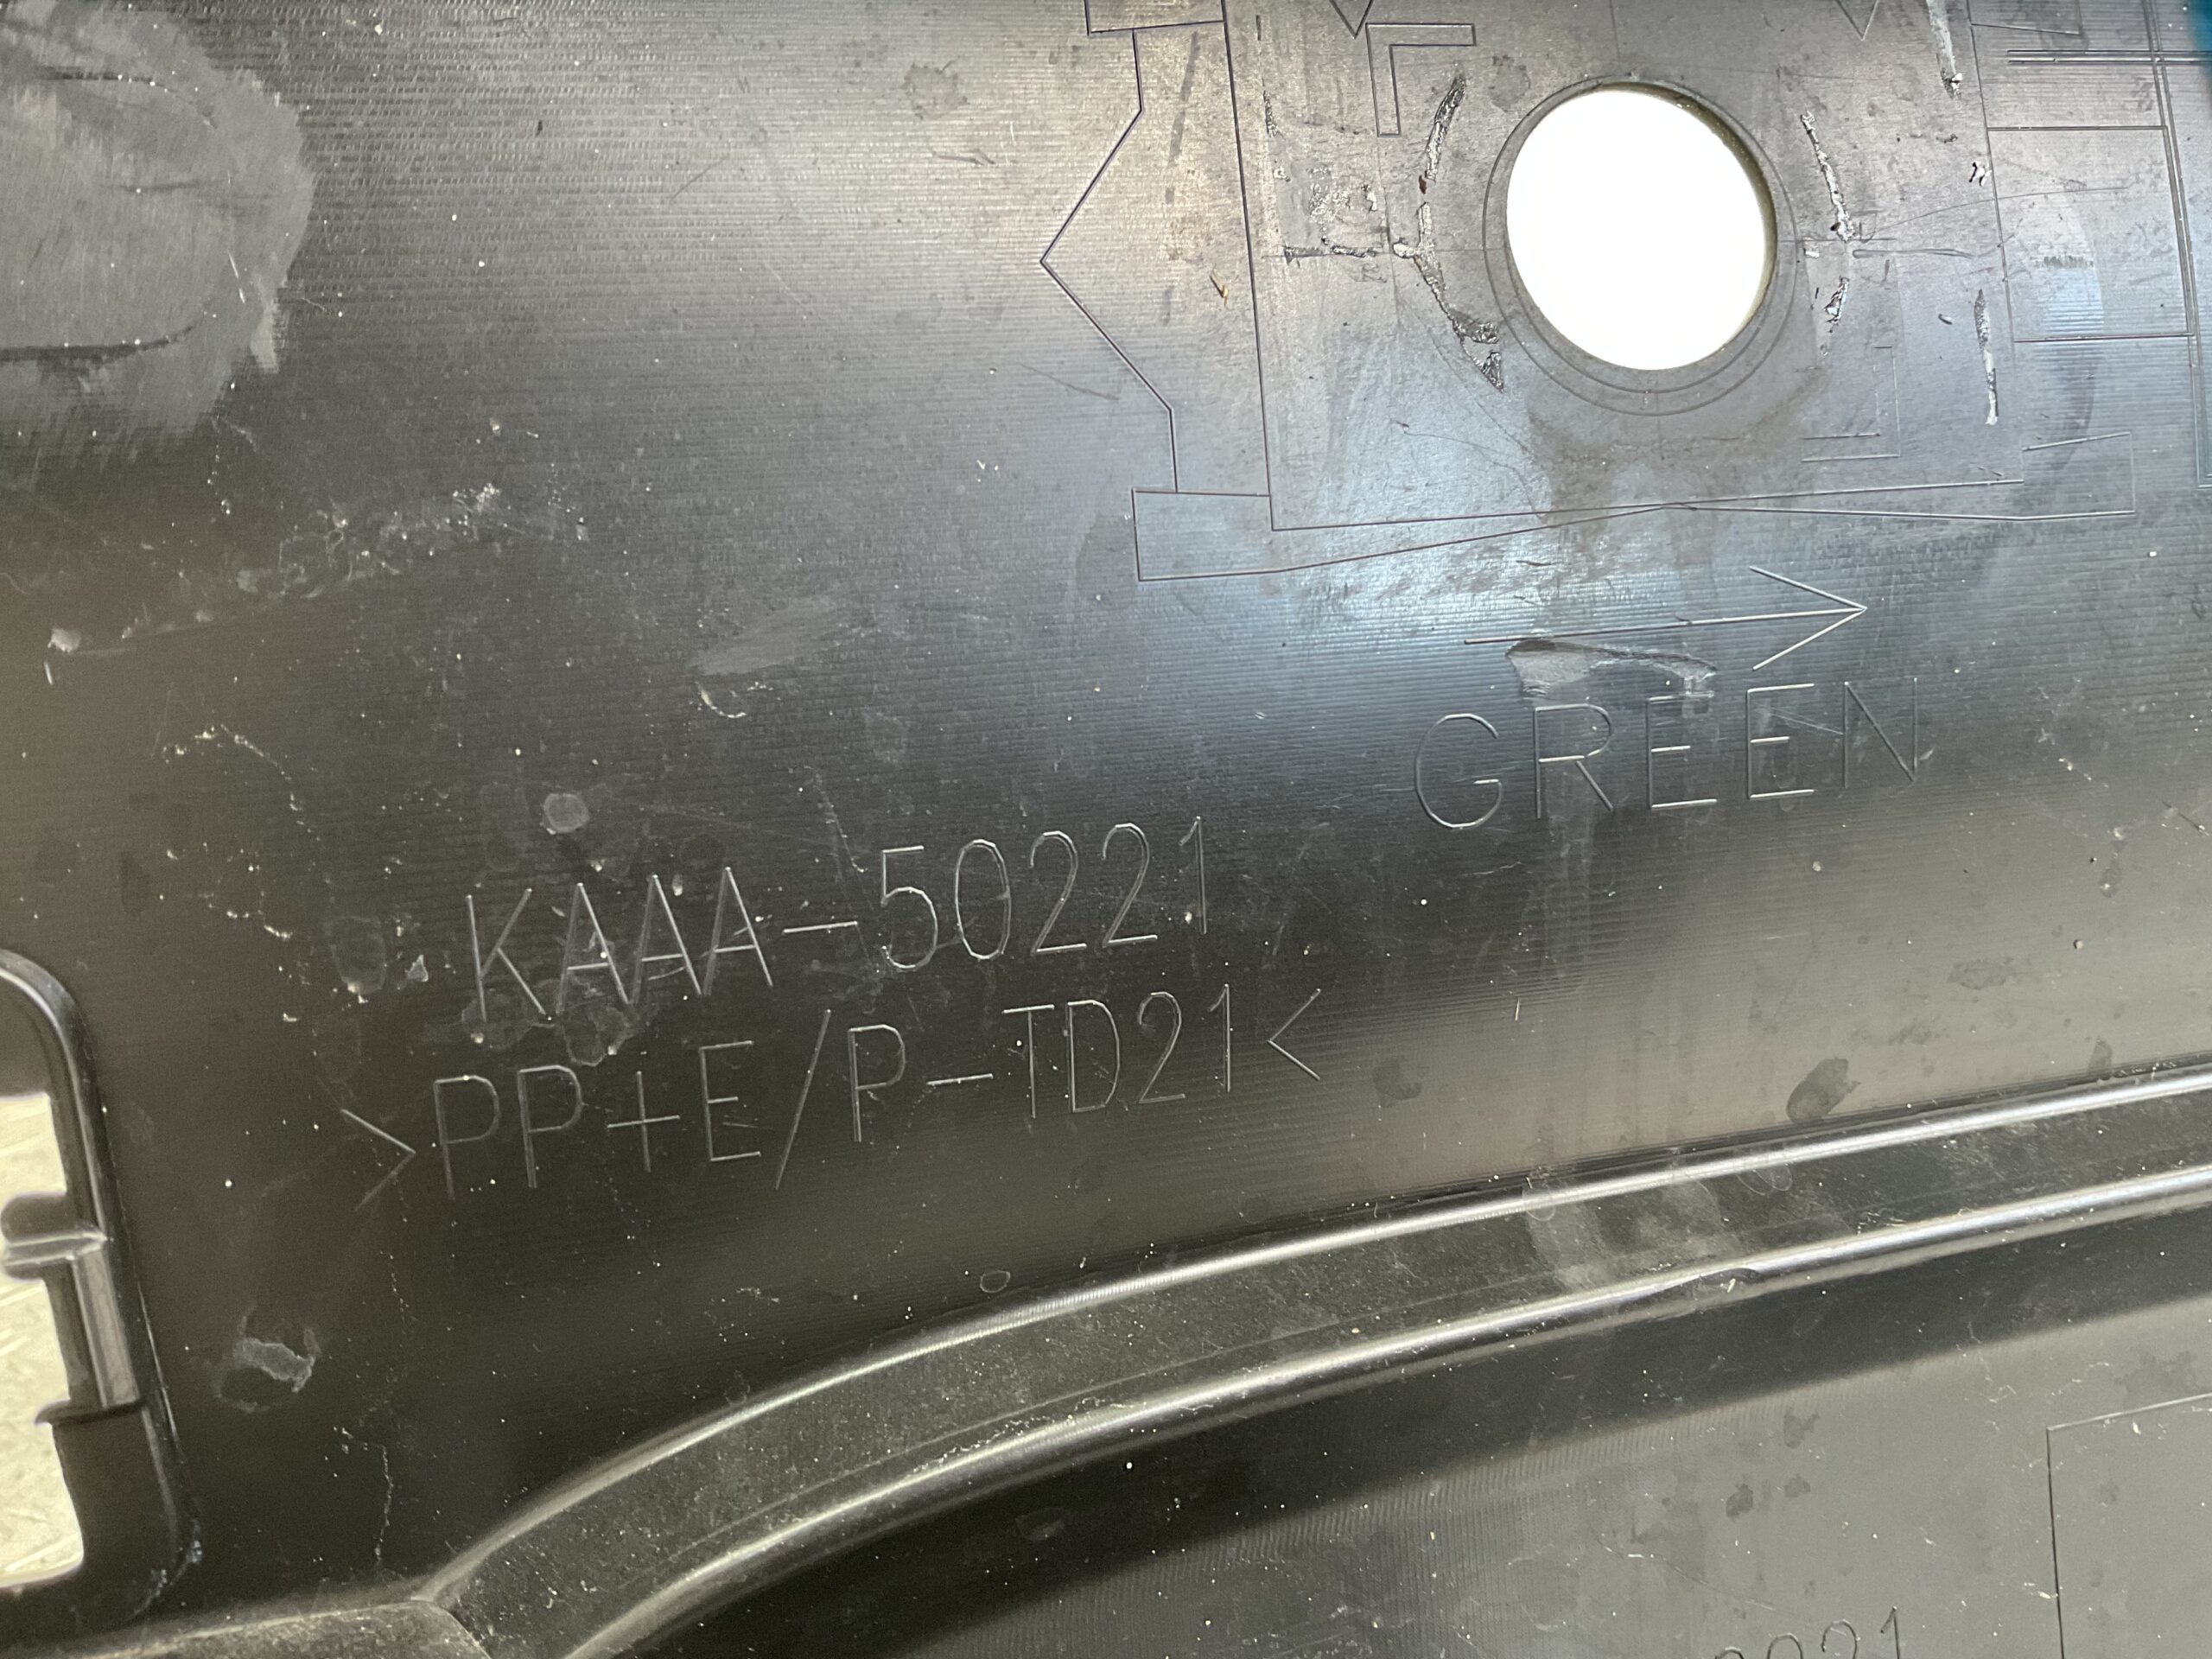 GREEN
KAAA-50221
>PP+E/P-TD21<